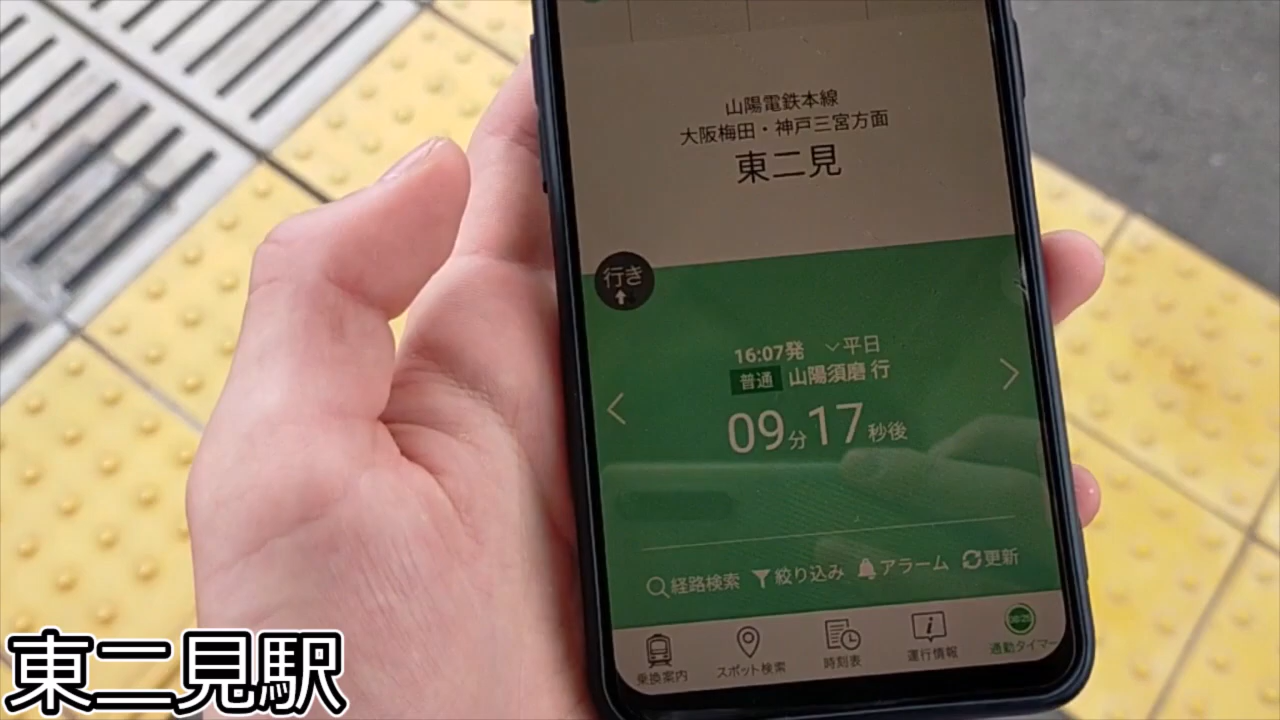 山陽電鉄本線
大阪梅田・神戸三宮方面
東二見
行き
16:07発 平日
普通 山陽須磨 行
09分17秒後
経路検索 絞り込み アラーム 更新
乗換案内 スポット検索 時刻表 運行情報 通勤タイマー
東二見駅